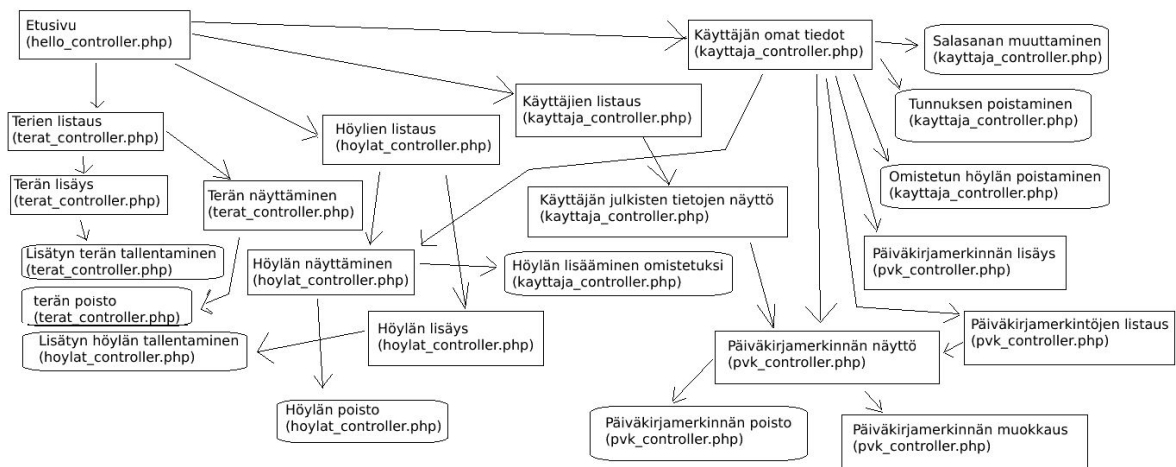 Etusivu
(hello_controller.php)
Käyttäjän omat tiedot
(kayttaja_controller.php)
Salasanan muuttaminen
(kayttaja_controller.php)
Käyttäjien listaus
(kayttaja_controller.php)
Tunnuksen poistaminen
(kayttaja_controller.php)
Terien listaus
(terat_controller.php)
Höylien listaus
(hoylat_controller.php)
Omistetun höylän poistaminen
(kayttaja_controller.php)
Terän lisäys
(terat_controller.php)
Terän näyttäminen
(terat_controller.php)
Käyttäjän julkisten tietojen näyttö
(kayttaja_controller.php)
Lisätyn terän tallentaminen
(terat_controller.php)
Höylän näyttäminen
(hoylat_controller.php)
Höylän lisääminen omistetuksi
(kayttaja_controller.php)
Päiväkirjamerkinnän lisäys
(pvk_controller.php)
terän poisto
(terat_controller.php)
Lisätyn höylän tallentaminen
(hoylat_controller.php)
Höylän lisäys
(hoylat_controller.php)
Päiväkirjamerkinnän näyttö
(pvk_controller.php)
Päiväkirjamerkintöjen listaus
(pvk_controller.php)
Höylän poisto
(hoylat_controller.php)
Päiväkirjamerkinnän poisto
(pvk_controller.php)
Päiväkirjamerkinnän muokkaus
(pvk_controller.php)